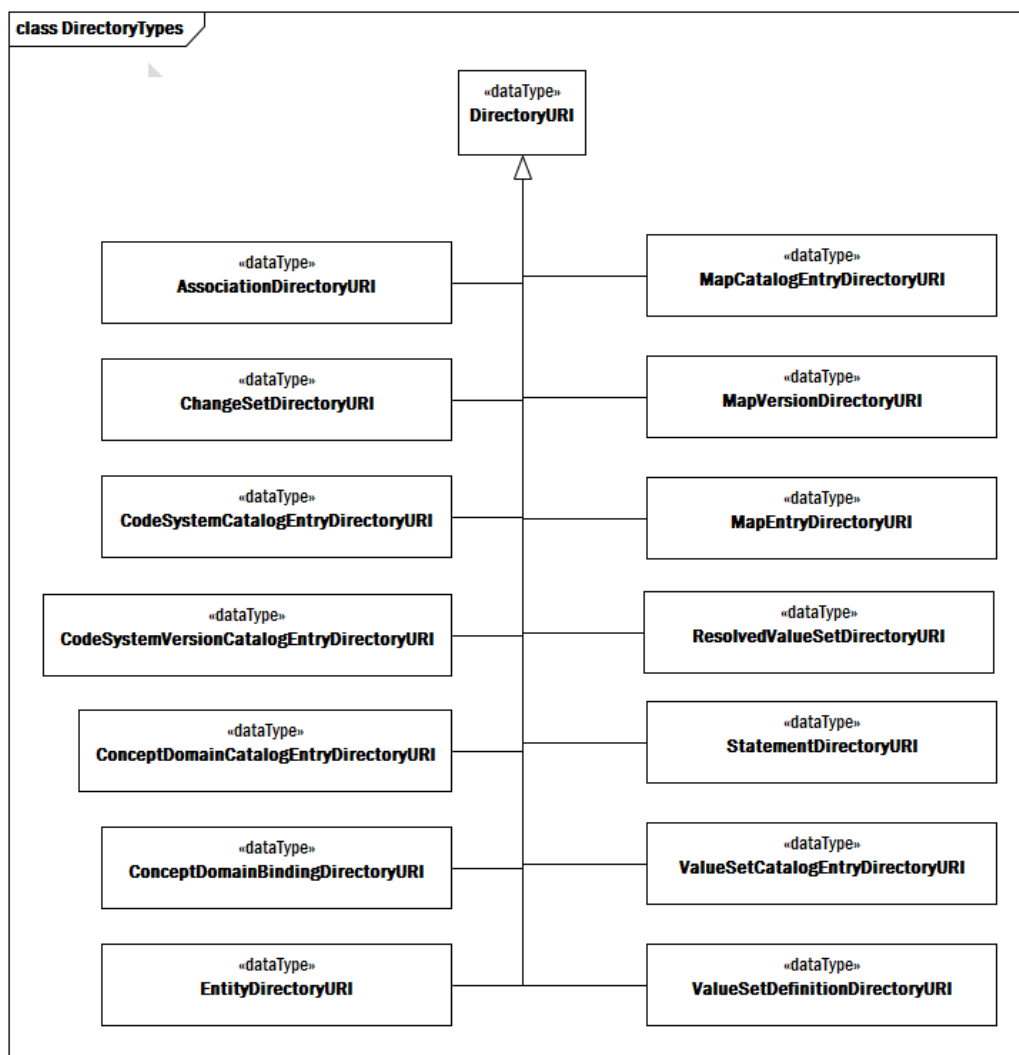 class DirectoryTypes
«dataType»
DirectoryURI
«dataType»
AssociationDirectoryURI
«dataType»
MapCatalogEntryDirectoryURI
«dataType»
ChangeSetDirectoryURI
«dataType»
MapVersionDirectoryURI
«dataType»
CodeSystemCatalogEntryDirectoryURI
«dataType»
MapEntryDirectoryURI
«dataType»
CodeSystemVersionCatalogEntryDirectoryURI
«dataType»
ResolvedValueSetDirectoryURI
«dataType»
ConceptDomainCatalogEntryDirectoryURI
«dataType»
StatementDirectoryURI
«dataType»
ConceptDomainBindingDirectoryURI
«dataType»
ValueSetCatalogEntryDirectoryURI
«dataType»
EntityDirectoryURI
«dataType»
ValueSetDefinitionDirectoryURI